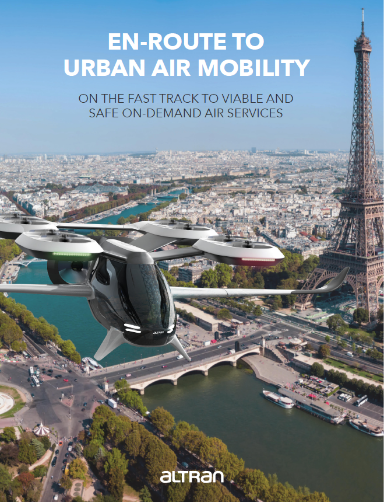 EN-ROUTE TO
URBAN AIR MOBILITY
ON THE FAST TRACK TO VIABLE AND
SAFE ON-DEMAND AIR SERVICES
ALTRAN
ALTRAN